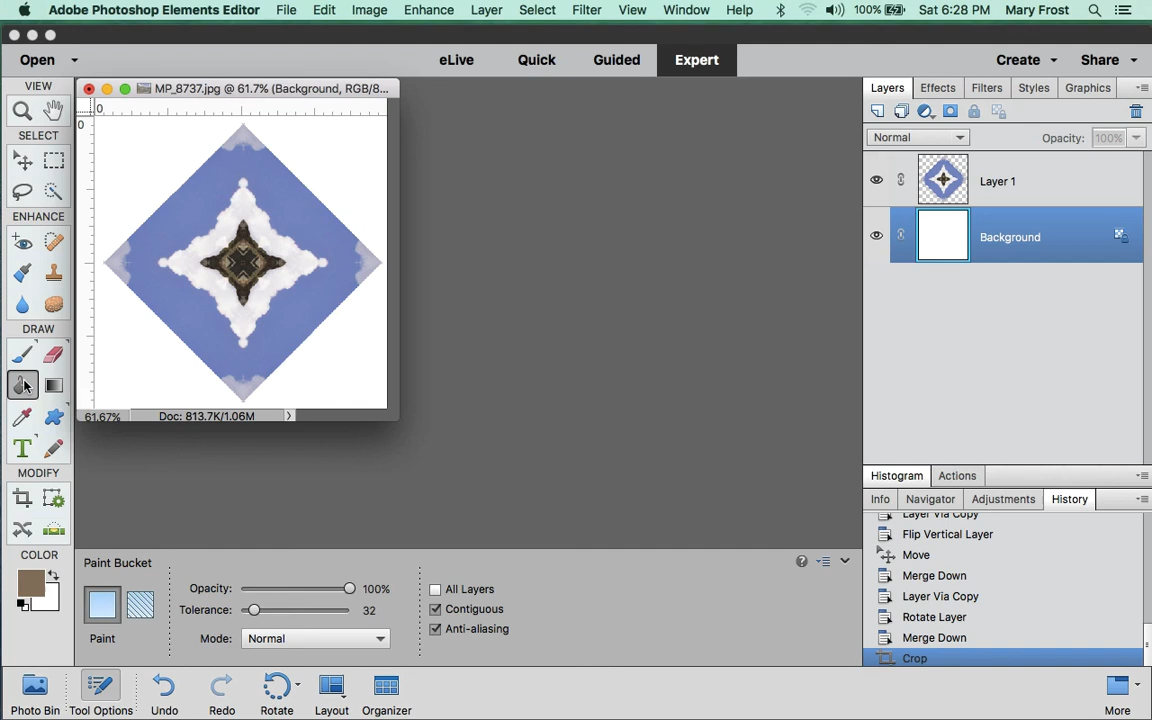 Adobe Photoshop Elements Editor File Edit Image Enhance Layer Select Filter View Window Help 100% Sat 6:28 PM Mary Frost
Open eLive Quick Guided Expert Create Share
VIEW
SELECT
ENHANCE
DRAW
MODIFY
COLOR
MP_8737.jpg @ 61.7% (Background, RGB/8...
0
0
61.67% Doc: 813.7K/1.06M
Layers Effects Filters Styles Graphics
Normal Opacity: 100%
Layer 1
Background
Histogram Actions
Info Navigator Adjustments History
Layer Via Copy
Flip Vertical Layer
Move
Merge Down
Layer Via Copy
Rotate Layer
Merge Down
Crop
Paint Bucket
Paint
Opacity: 100%
Tolerance: 32
Mode: Normal
All Layers
Contiguous
Anti-aliasing
Photo Bin Tool Options Undo Redo Rotate Layout Organizer More